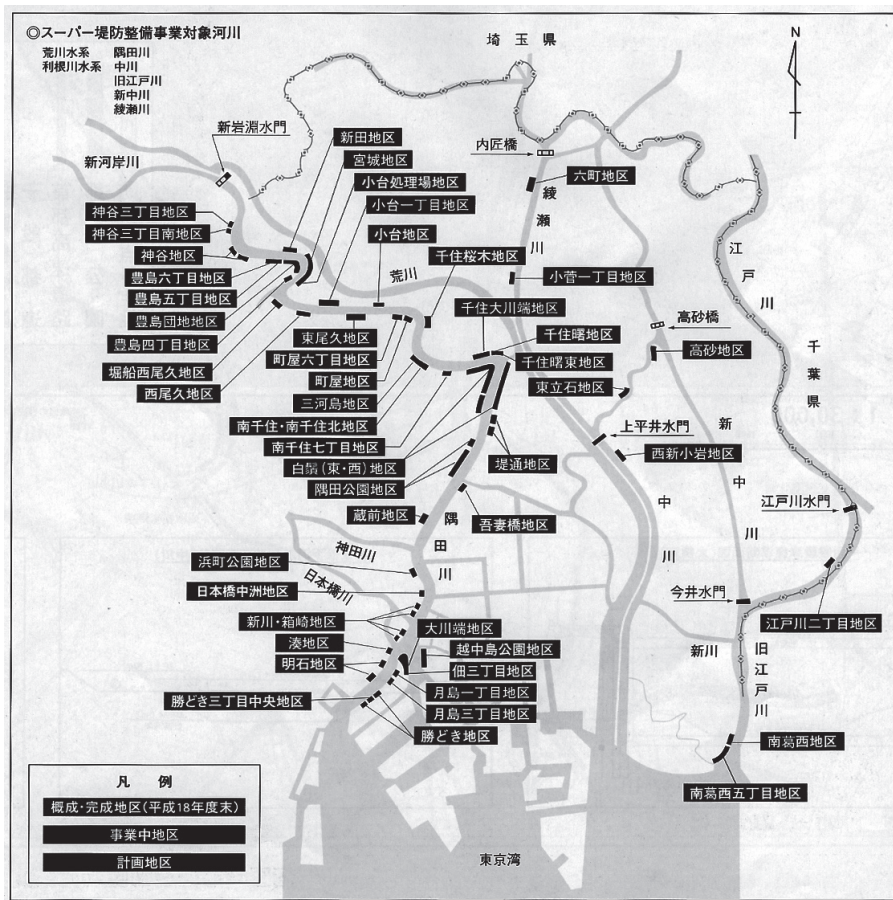 ◎スーパー堤防整備事業対象河川
荒川水系 隅田川
利根川水系 中川
旧江戸川
新中川
綾瀬川
埼玉県
N
新岩淵水門
新河岸川
新田地区
宮城地区
小台処理場地区
小台一丁目地区
小台地区
荒川
千住桜木地区
内匠橋
六町地区
綾瀬川
小菅一丁目地区
江戸川
千葉県
神谷三丁目地区
神谷三丁目南地区
神谷地区
豊島六丁目地区
豊島五丁目地区
豊島団地地区
豊島四丁目地区
堀船西尾久地区
西尾久地区
東尾久地区
町屋六丁目地区
町屋地区
三河島地区
南千住・南千住北地区
南千住七丁目地区
白鬚(東・西)地区
隅田公園地区
千住大川端地区
千住曙地区
千住曙東地区
東立石地区
高砂橋
高砂地区
上平井水門
西新小岩地区
堤通地区
吾妻橋地区
蔵前地区
隅田川
神田川
日本橋川
中川
新中川
江戸川水門
今井水門
江戸川二丁目地区
浜町公園地区
日本橋中洲地区
新川・箱崎地区
湊地区
明石地区
勝どき三丁目中央地区
大川端地区
越中島公園地区
佃三丁目地区
月島一丁目地区
月島三丁目地区
勝どき地区
新川
旧江戸川
南葛西地区
南葛西五丁目地区
東京湾
凡例
概成・完成地区(平成18年度末)
事業中地区
計画地区